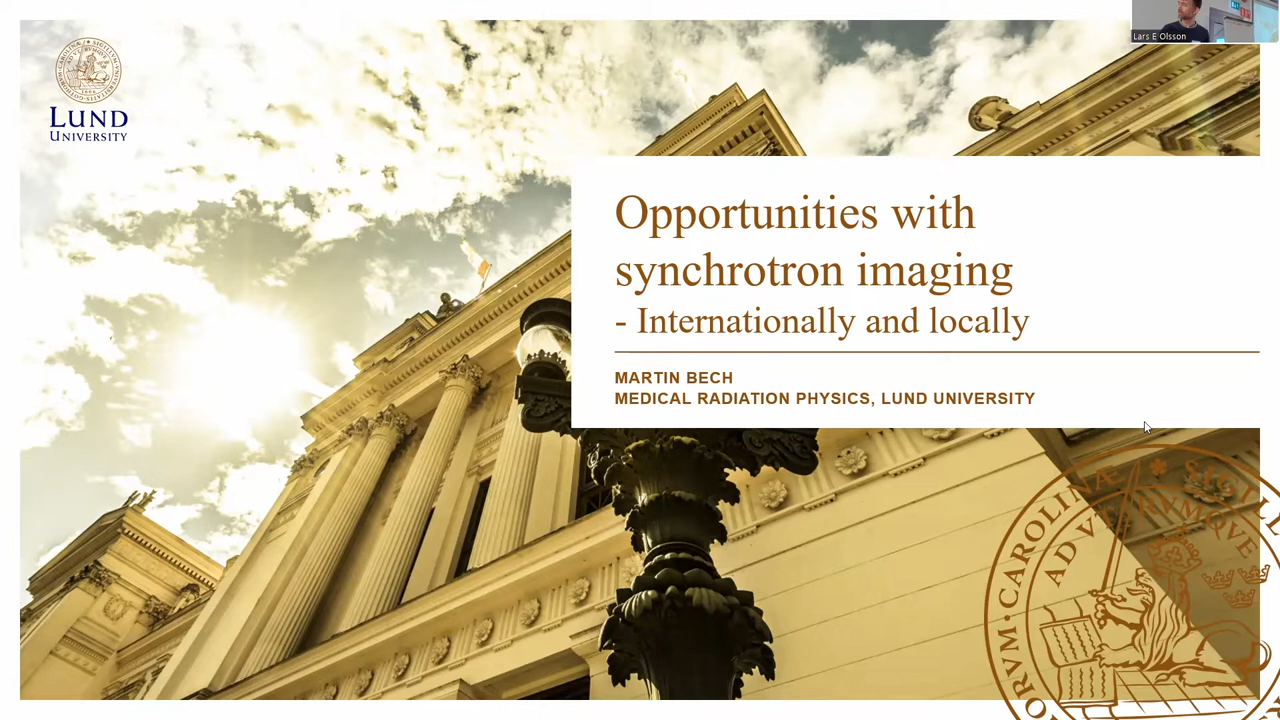 Lars E Olsson
LUND
UNIVERSITY
Opportunities with
synchrotron imaging
- Internationally and locally
MARTIN BECH
MEDICAL RADIATION PHYSICS, LUND UNIVERSITY